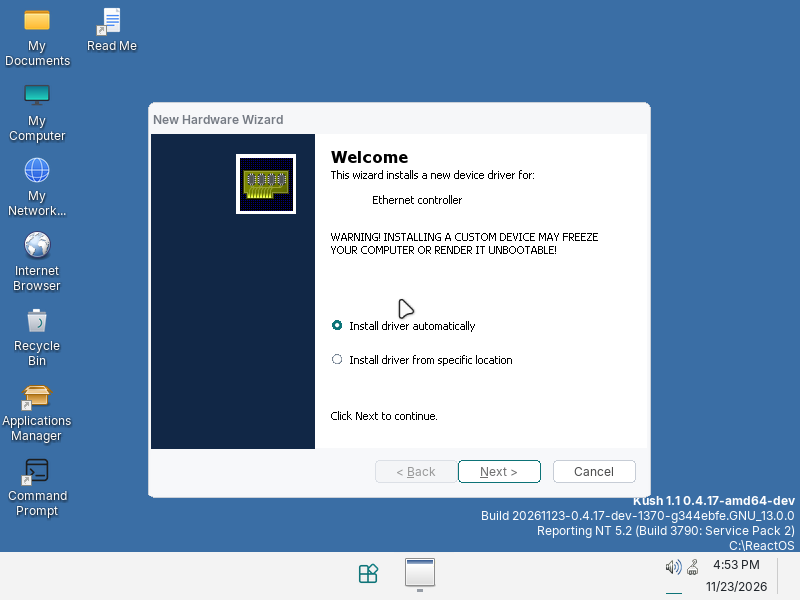 My
Documents
Read Me
My
Computer
My
Network...
Internet
Browser
Recycle
Bin
Applications
Manager
Command
Prompt
New Hardware Wizard
Welcome
This wizard installs a new device driver for:
Ethernet controller
WARNING! INSTALLING A CUSTOM DEVICE MAY FREEZE
YOUR COMPUTER OR RENDER IT UNBOOTABLE!
Install driver automatically
Install driver from specific location
Click Next to continue.
< Back
Next >
Cancel
Kush 1.1 0.4.17-amd64-dev
Build 20261123-0.4.17-dev-1370-g344ebfe.GNU_13.0.0
Reporting NT 5.2 (Build 3790: Service Pack 2)
C:\ReactOS
4:53 PM
11/23/2026